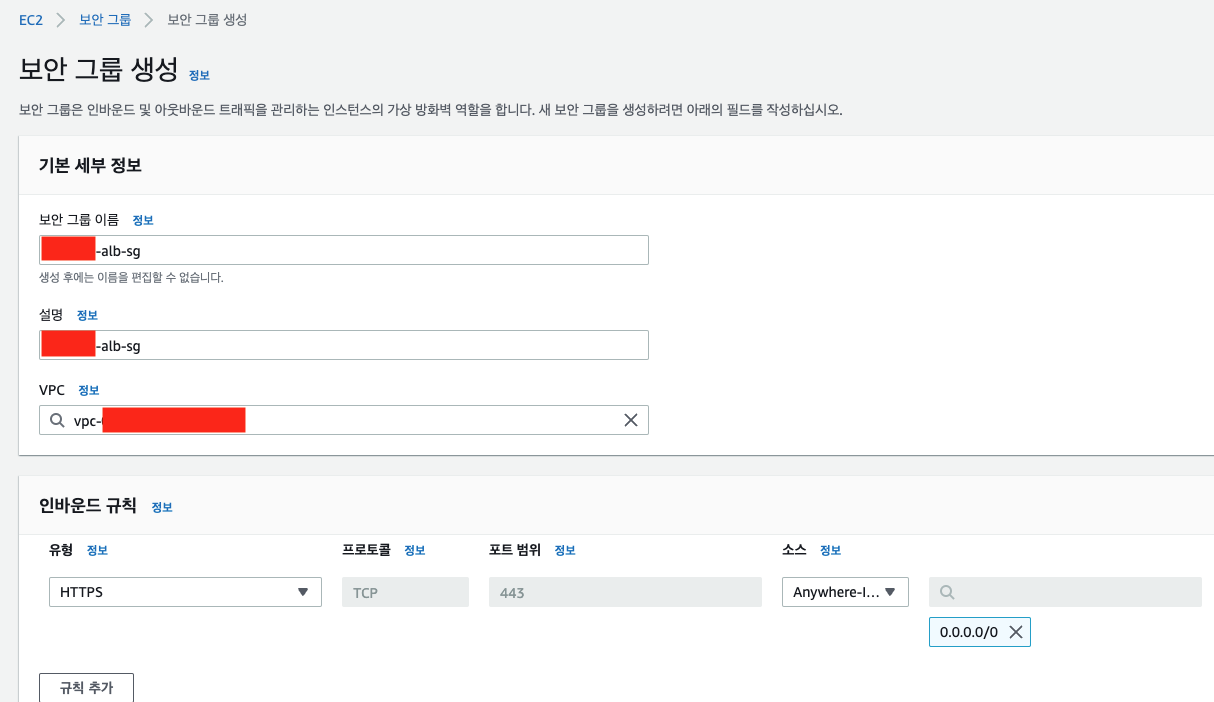 EC2 > 보안 그룹 > 보안 그룹 생성
보안 그룹 생성 정보
보안 그룹은 인바운드 및 아웃바운드 트래픽을 관리하는 인스턴스의 가상 방화벽 역할을 합니다. 새 보안 그룹을 생성하려면 아래의 필드를 작성하십시오.
기본 세부 정보
보안 그룹 이름 정보
-alb-sg
생성 후에는 이름을 편집할 수 없습니다.
설명 정보
-alb-sg
VPC 정보
vpc-
인바운드 규칙 정보
유형 정보 프로토콜 정보 포트 범위 정보 소스 정보
HTTPS TCP 443 Anywhere-I...
0.0.0.0/0
규칙 추가